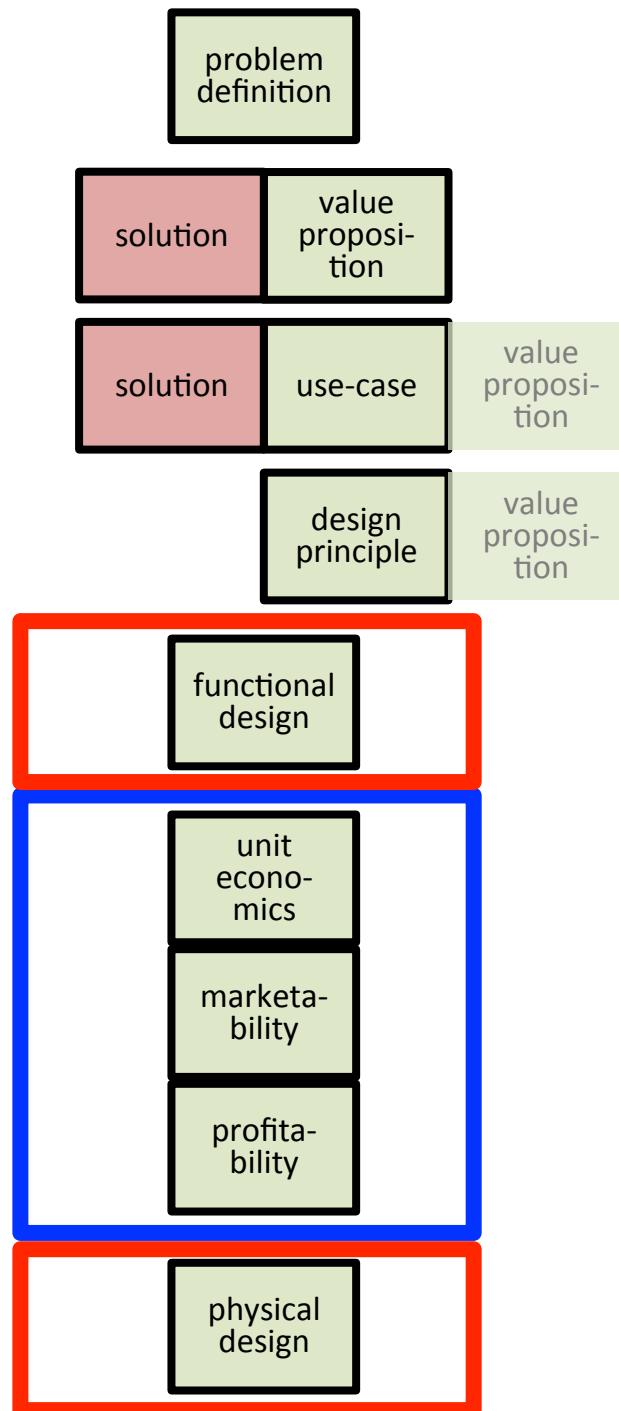 problem
definition
solution
value
proposi-
tion
solution
use-case
value
proposi-
tion
design
principle
value
proposi-
tion
functional
design
unit
econo-
mics
marketa-
bility
profita-
bility
physical
design